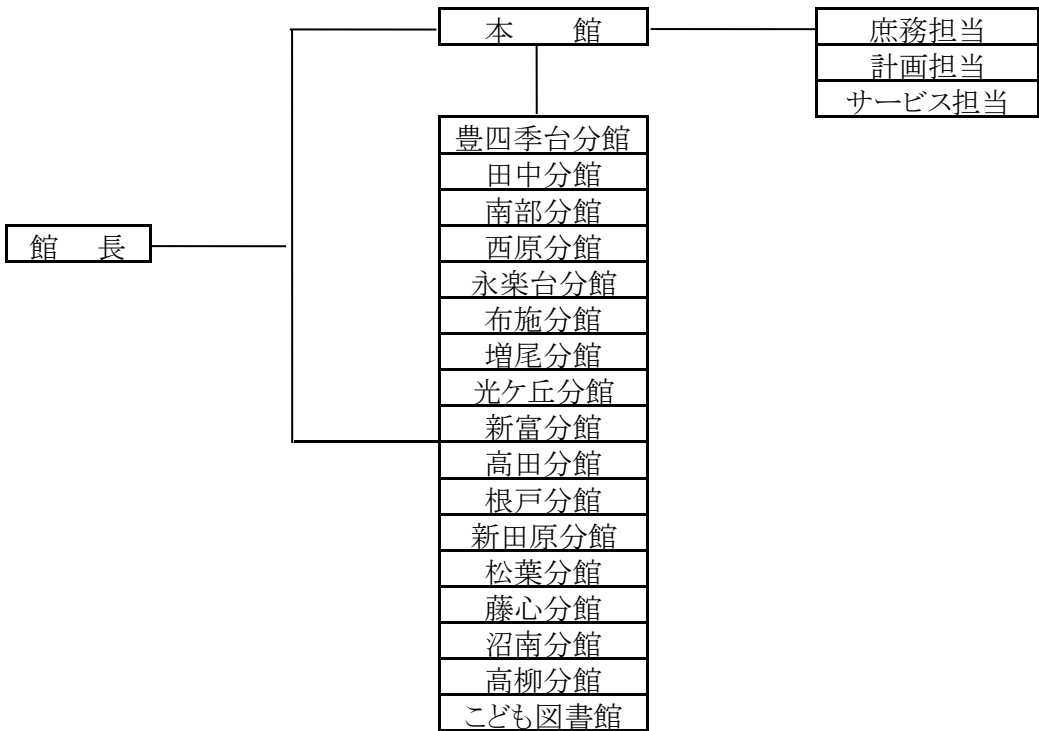 本　館
庶務担当
計画担当
サービス担当
豊四季台分館
田中分館
南部分館
西原分館
館　長
永楽台分館
布施分館
増尾分館
光ケ丘分館
新富分館
高田分館
根戸分館
新田原分館
松葉分館
藤心分館
沼南分館
高柳分館
こども図書館